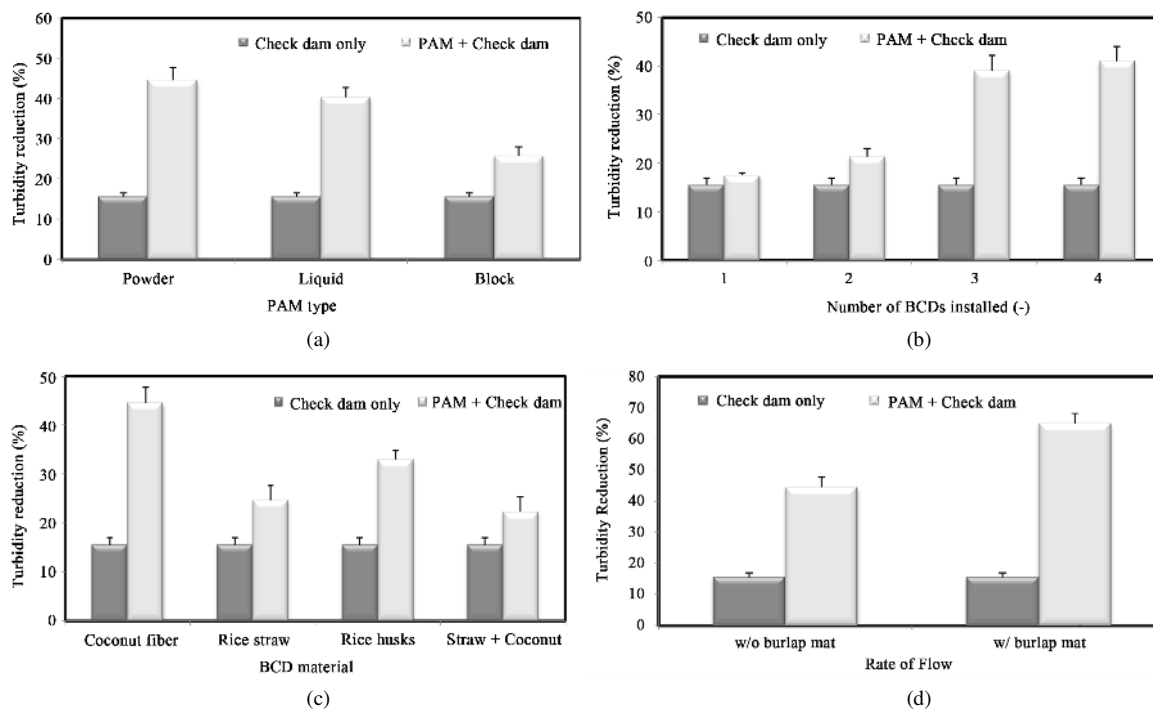 60
50
40
30
20
10
0
Turbidity reduction (%)
Check dam only
PAM + Check dam
Powder
Liquid
Block
PAM type
(a)
50
40
30
20
10
0
Turbidity reduction (%)
Check dam only
PAM + Check dam
1
2
3
4
Number of BCDs installed (-)
(b)
50
40
30
20
10
0
Turbidity reduction (%)
Check dam only
PAM + Check dam
Coconut fiber
Rice straw
Rice husks
Straw + Coconut
BCD material
(c)
80
70
60
50
40
30
20
10
0
Turbidity Reduction (%)
Check dam only
PAM + Check dam
w/o burlap mat
w/ burlap mat
Rate of Flow
(d)